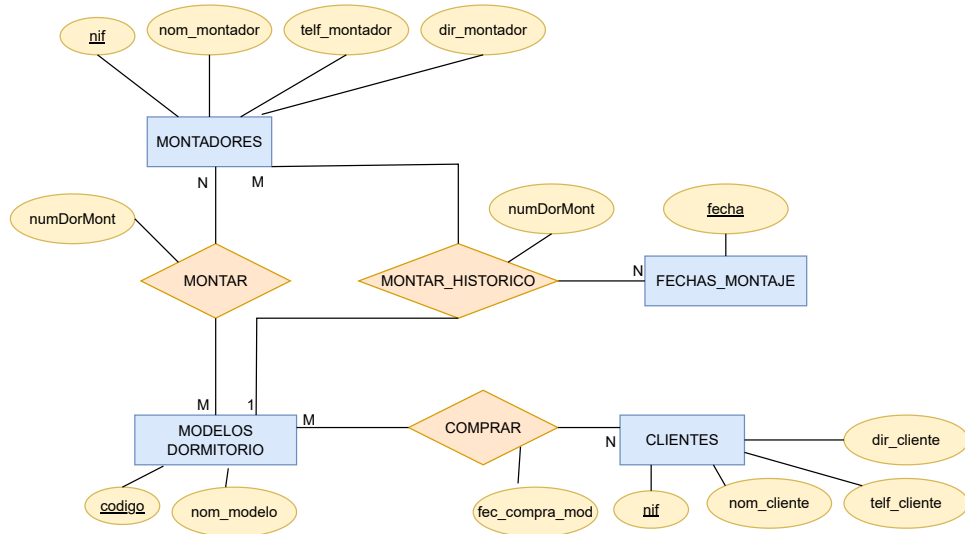 nif
nom_montador
telf_montador
dir_montador
MONTADORES
N
M
numDorMont
numDorMont
fecha
MONTAR
MONTAR_HISTORICO
N
FECHAS_MONTAJE
M
1
M
MODELOS
DORMITORIO
COMPRAR
N
CLIENTES
dir_cliente
codigo
nom_modelo
fec_compra_mod
nif
nom_cliente
telf_cliente